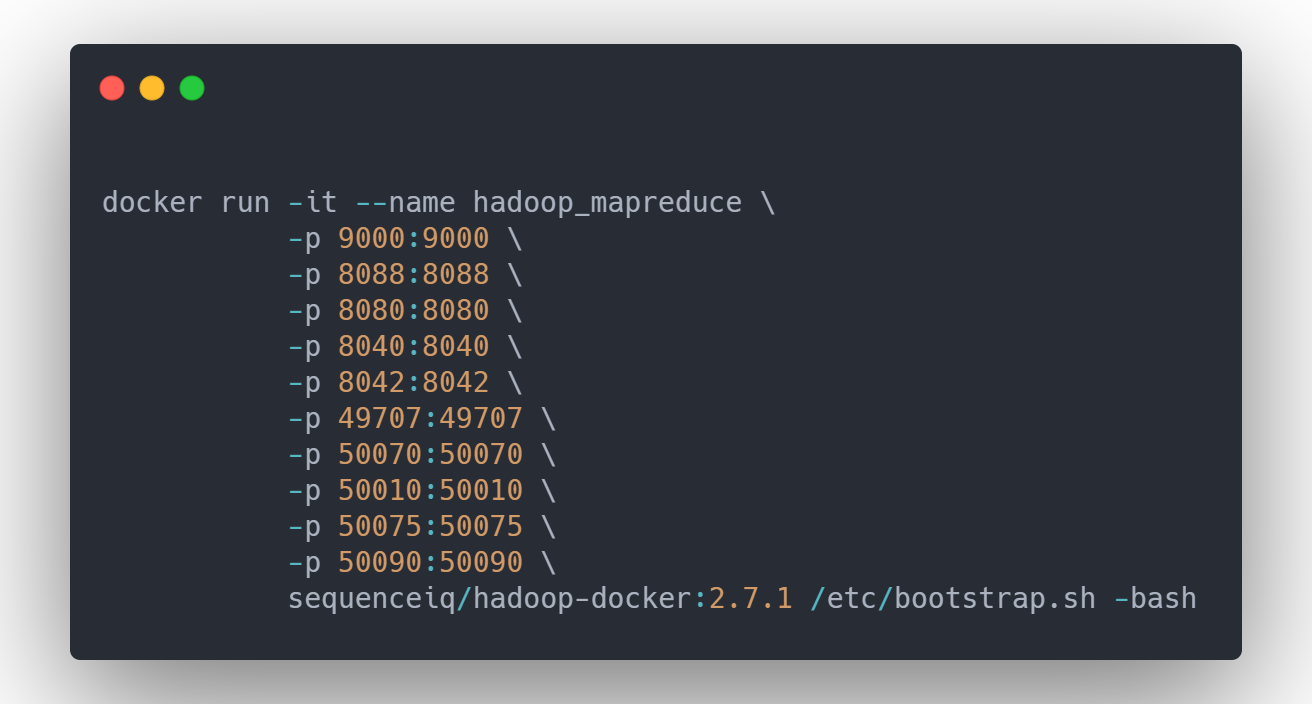 docker run -it --name hadoop_mapreduce \
-p 9000:9000 \
-p 8088:8088 \
-p 8080:8080 \
-p 8040:8040 \
-p 8042:8042 \
-p 49707:49707 \
-p 50070:50070 \
-p 50010:50010 \
-p 50075:50075 \
-p 50090:50090 \
sequenceiq/hadoop-docker:2.7.1 /etc/bootstrap.sh -bash